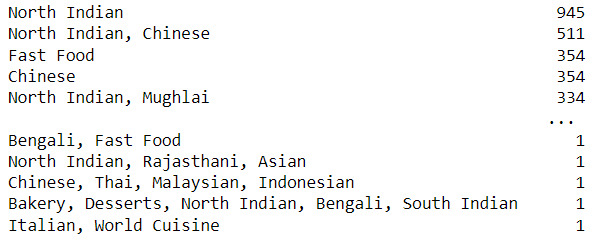 North Indian 945
North Indian, Chinese 511
Fast Food 354
Chinese 354
North Indian, Mughlai 334
...
Bengali, Fast Food 1
North Indian, Rajasthani, Asian 1
Chinese, Thai, Malaysian, Indonesian 1
Bakery, Desserts, North Indian, Bengali, South Indian 1
Italian, World Cuisine 1